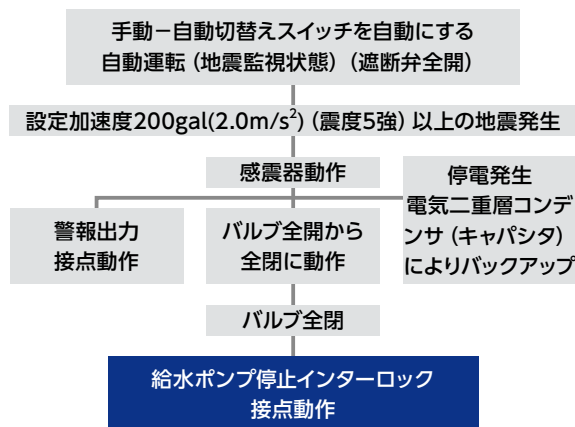 手動－自動切替えスイッチを自動にする
自動運転（地震監視状態）（遮断弁全開）
設定加速度200gal(2.0m/s²)（震度5強）以上の地震発生
感震器動作
停電発生
電気二重層コンデ
ンサ（キャパシタ）
によりバックアップ
警報出力
接点動作
バルブ全開から
全閉に動作
バルブ全閉
給水ポンプ停止インターロック
接点動作